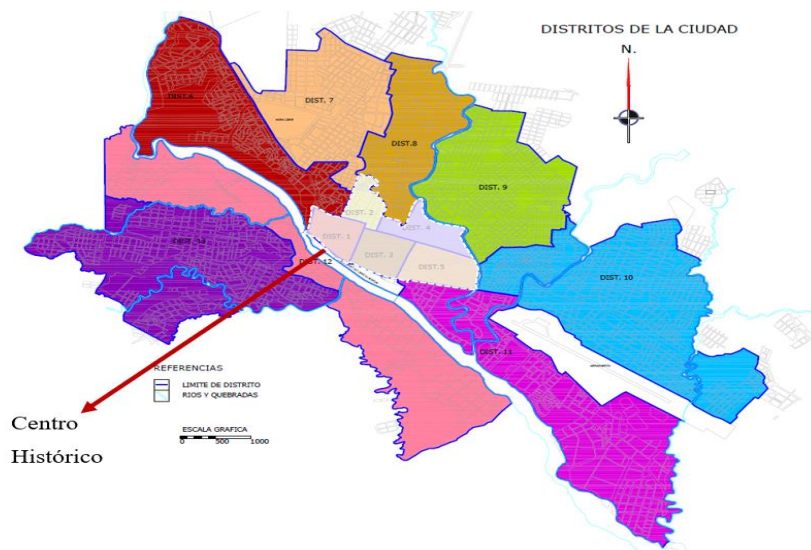 DISTRITOS DE LA CIUDAD
N.
DIST.6
DIST. 7
DIST.8
DIST. 9
DIST. 2
DIST. 4
DIST. 1
DIST. 3
DIST. 5
DIST. 10
DIST. 13
DIST. 12
DIST. 11
REFERENCIAS
LIMITE DE DISTRITO
RIOS Y QUEBRADAS
ESCALA GRAFICA
0 500 1000
Centro
Histórico